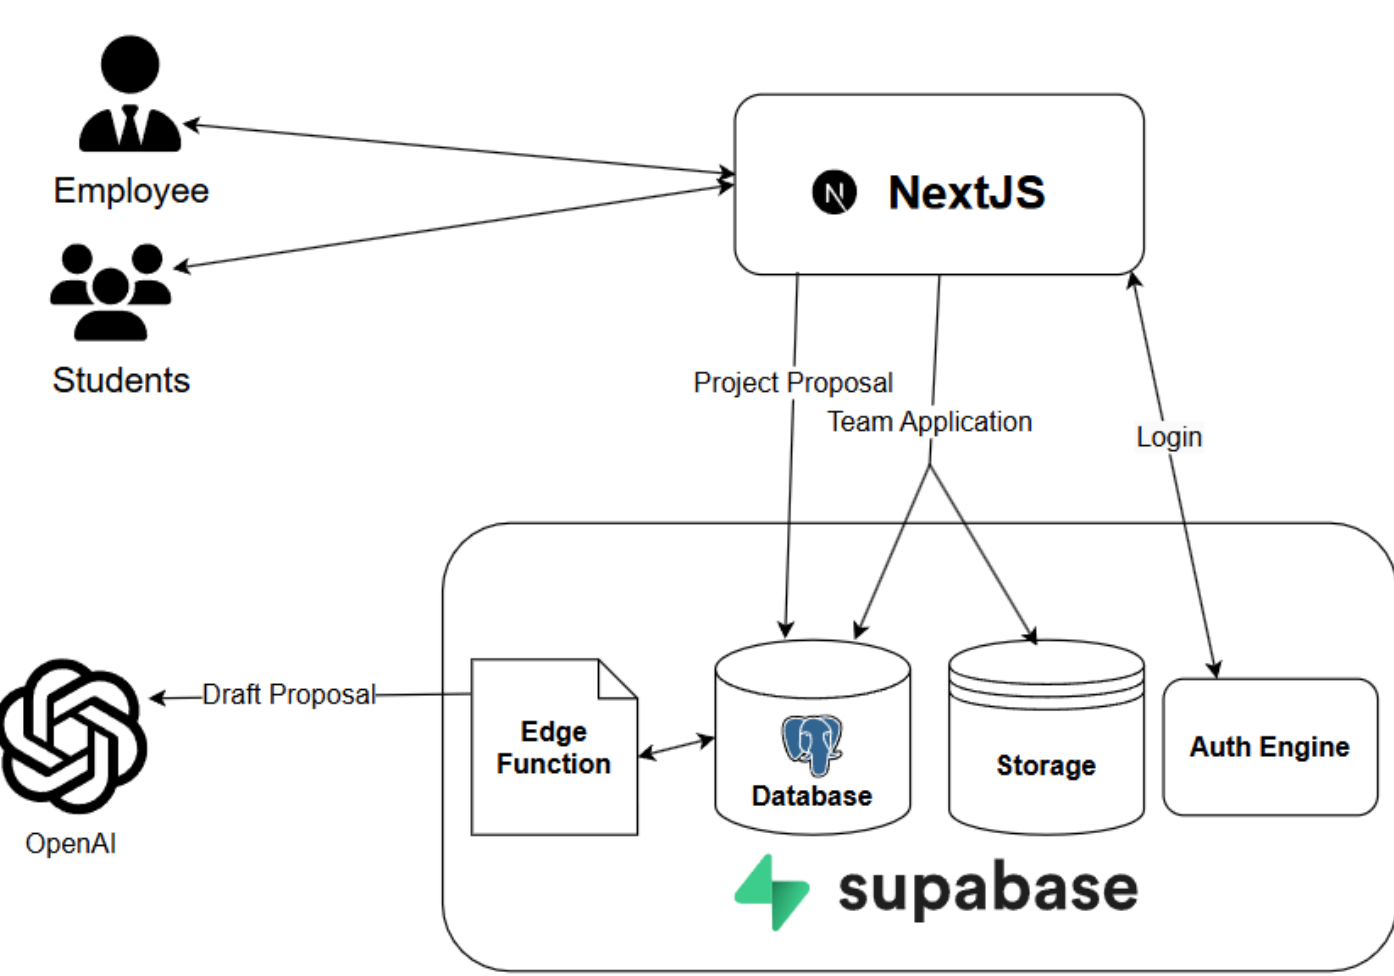 Employee
NextJS
Students
Project Proposal
Team Application
Login
Draft Proposal
Edge
Function
Database
Storage
Auth Engine
OpenAI
supabase